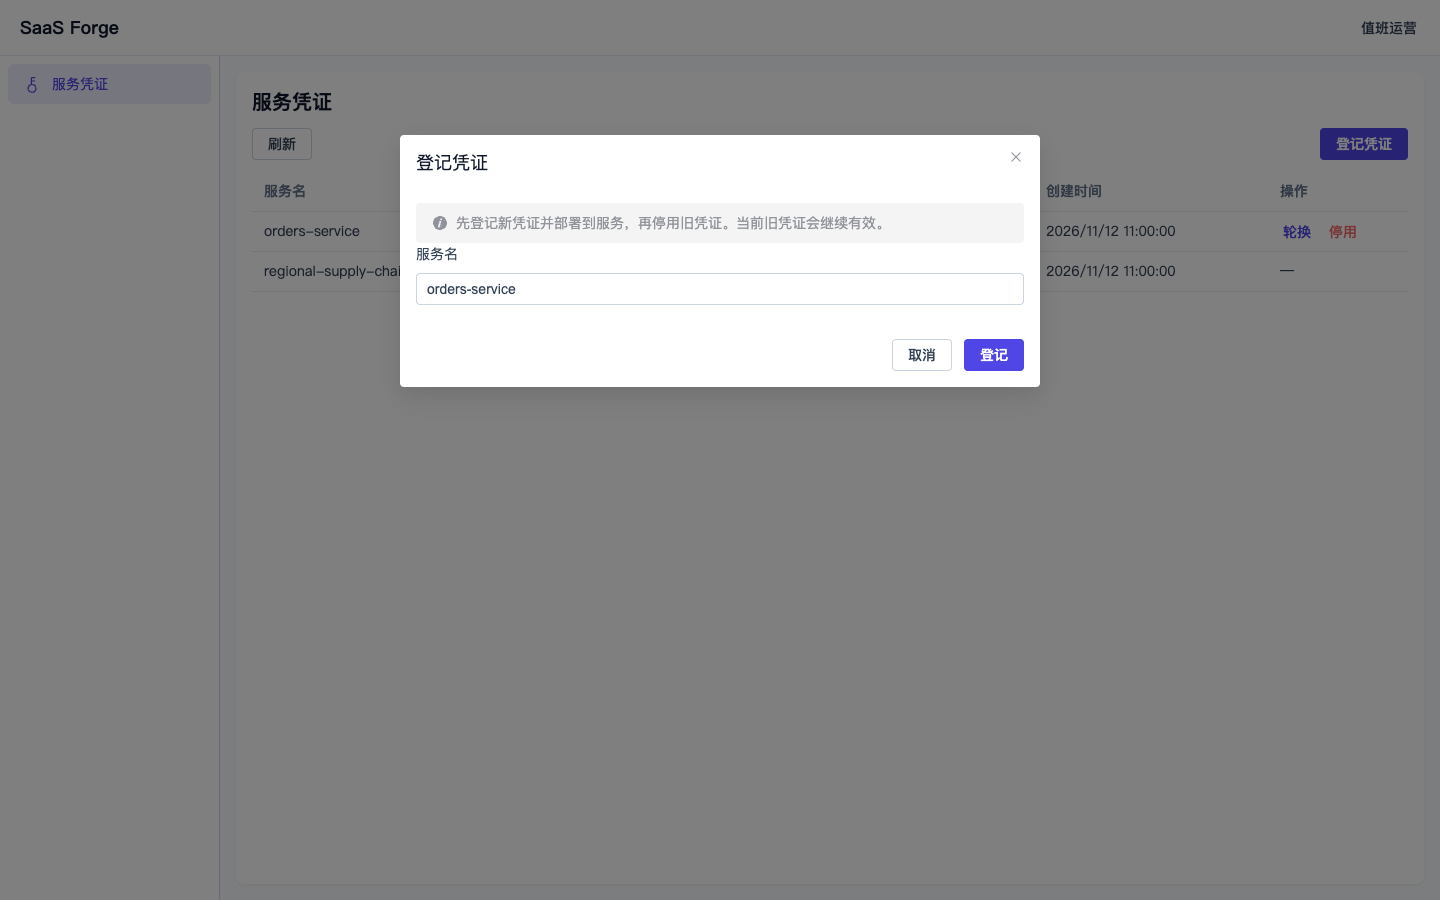 SaaS Forge
值班运营
服务凭证
服务凭证
刷新
登记凭证
服务名
创建时间
操作
orders-service
2026/11/12 11:00:00
轮换
停用
regional-supply-chai
2026/11/12 11:00:00
—
登记凭证
先登记新凭证并部署到服务，再停用旧凭证。当前旧凭证会继续有效。
服务名
orders-service
取消
登记